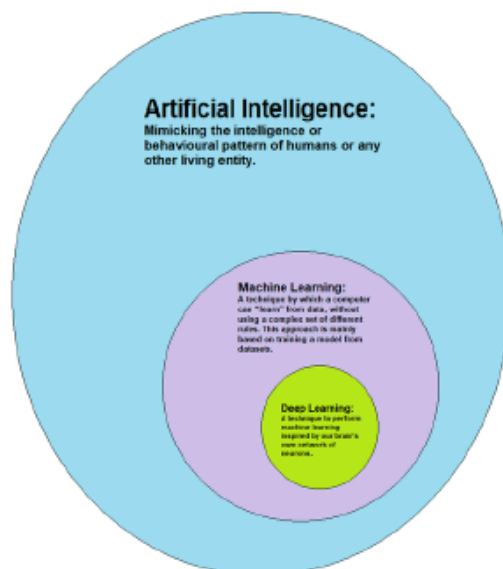 Artificial Intelligence:
Mimicking the intelligence or
behavioural pattern of humans or any
other living entity.
Machine Learning:
A technique by which a computer
can "learn" from data, without
using a complex set of different
rules. This approach is mainly
based on training a model from
datasets.
Deep Learning:
A technique to perform
machine learning
inspired by our brain's
own network of
neurons.